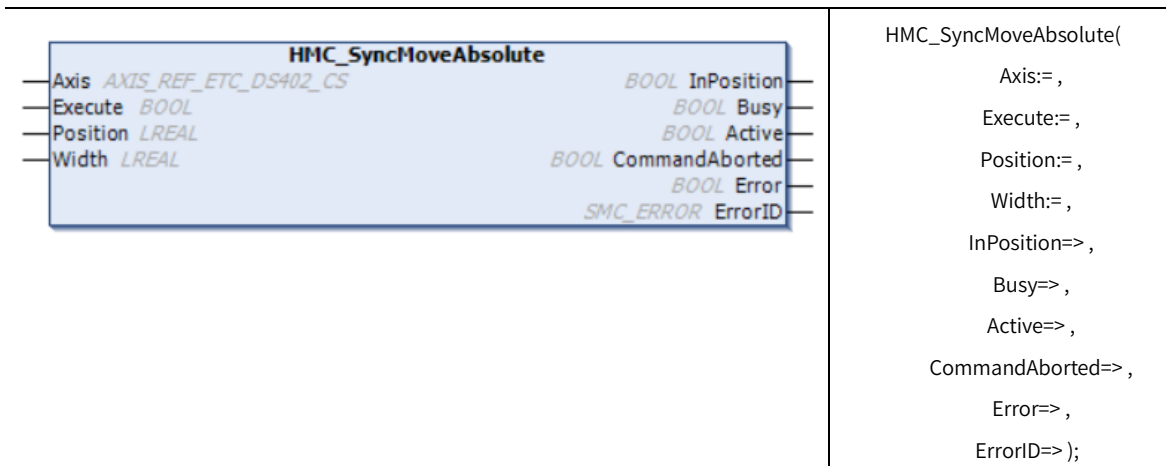 HMC_SyncMoveAbsolute
Axis AXIS_REF_ETC_DS402_CS BOOL InPosition
Execute BOOL BOOL Busy
Position LREAL BOOL Active
Width LREAL BOOL CommandAborted
BOOL Error
SMC_ERROR ErrorID
HMC_SyncMoveAbsolute(
Axis:= ,
Execute:= ,
Position:= ,
Width:= ,
InPosition=> ,
Busy=> ,
Active=> ,
CommandAborted=> ,
Error=> ,
ErrorID=> );